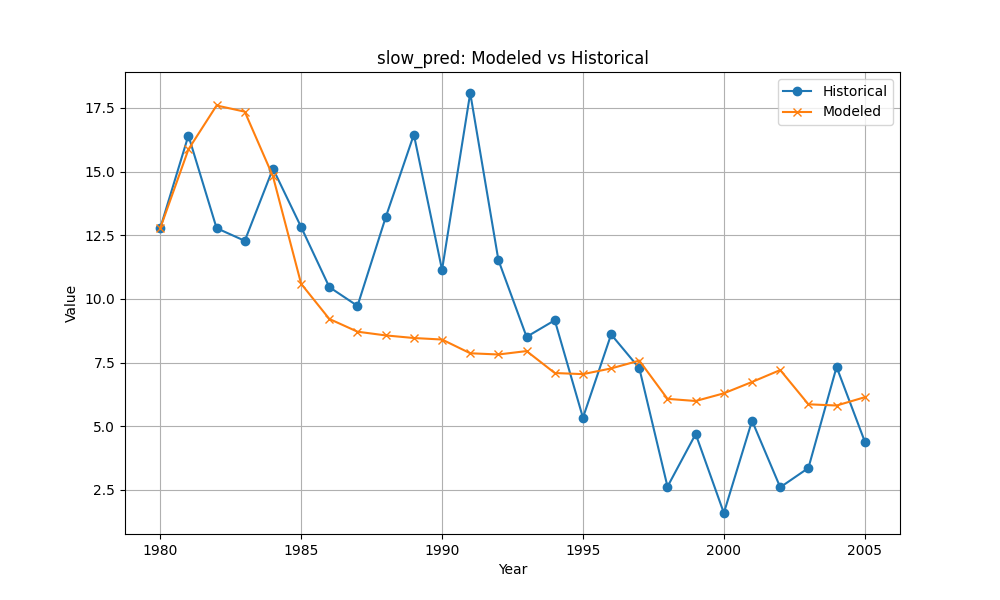 slow_pred: Modeled vs Historical
Historical
Modeled
17.5
15.0
12.5
10.0
7.5
5.0
2.5
Value
1980
1985
1990
1995
2000
2005
Year